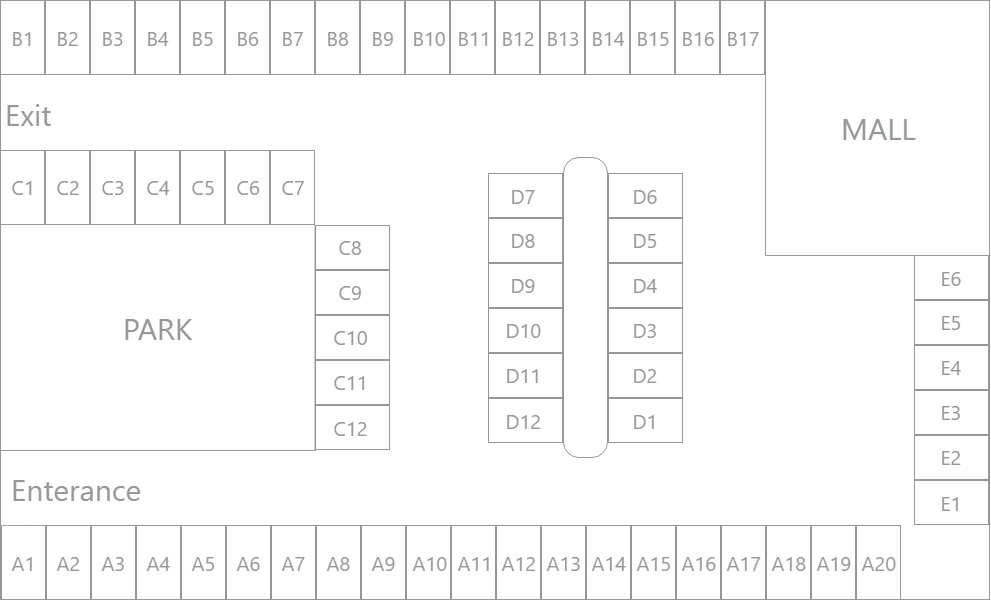 B1 B2 B3 B4 B5 B6 B7 B8 B9 B10 B11 B12 B13 B14 B15 B16 B17
Exit
MALL
C1 C2 C3 C4 C5 C6 C7
D7 D6
D8 D5
C8
E6
D9 D4
C9
PARK
E5
D10 D3
C10
E4
D11 D2
C11
E3
D12 D1
C12
E2
Enterance
E1
A1 A2 A3 A4 A5 A6 A7 A8 A9 A10 A11 A12 A13 A14 A15 A16 A17 A18 A19 A20